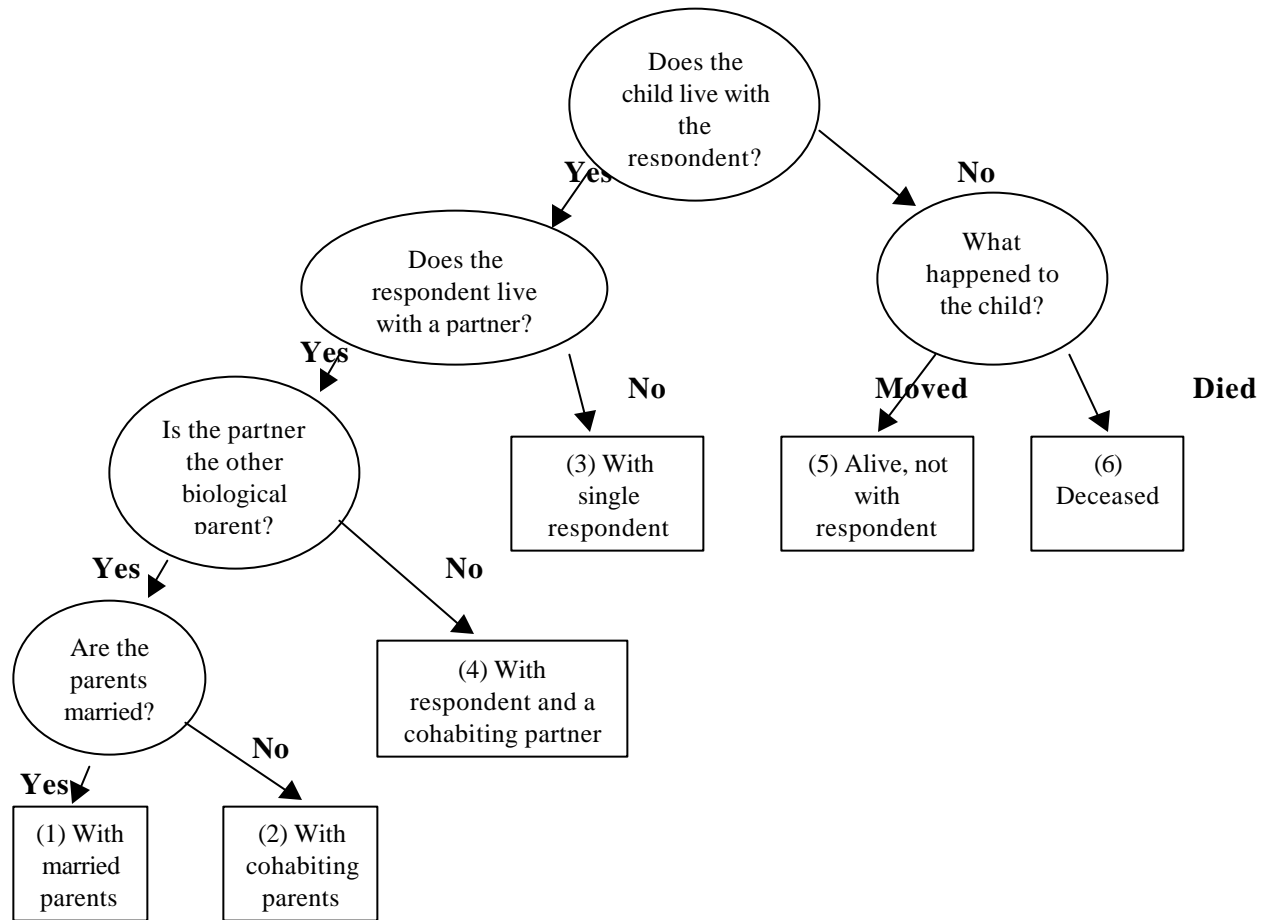 Does the
child live with
the
respondent?
Yes
No
Does the
respondent live
with a partner?
What
happened to
the child?
Yes
No
Moved
Died
Is the partner
the other
biological
parent?
(3) With
single
respondent
(5) Alive, not
with
respondent
(6)
Deceased
Yes
No
Are the
parents
married?
(4) With
respondent and a
cohabiting partner
Yes
No
(1) With
married
parents
(2) With
cohabiting
parents